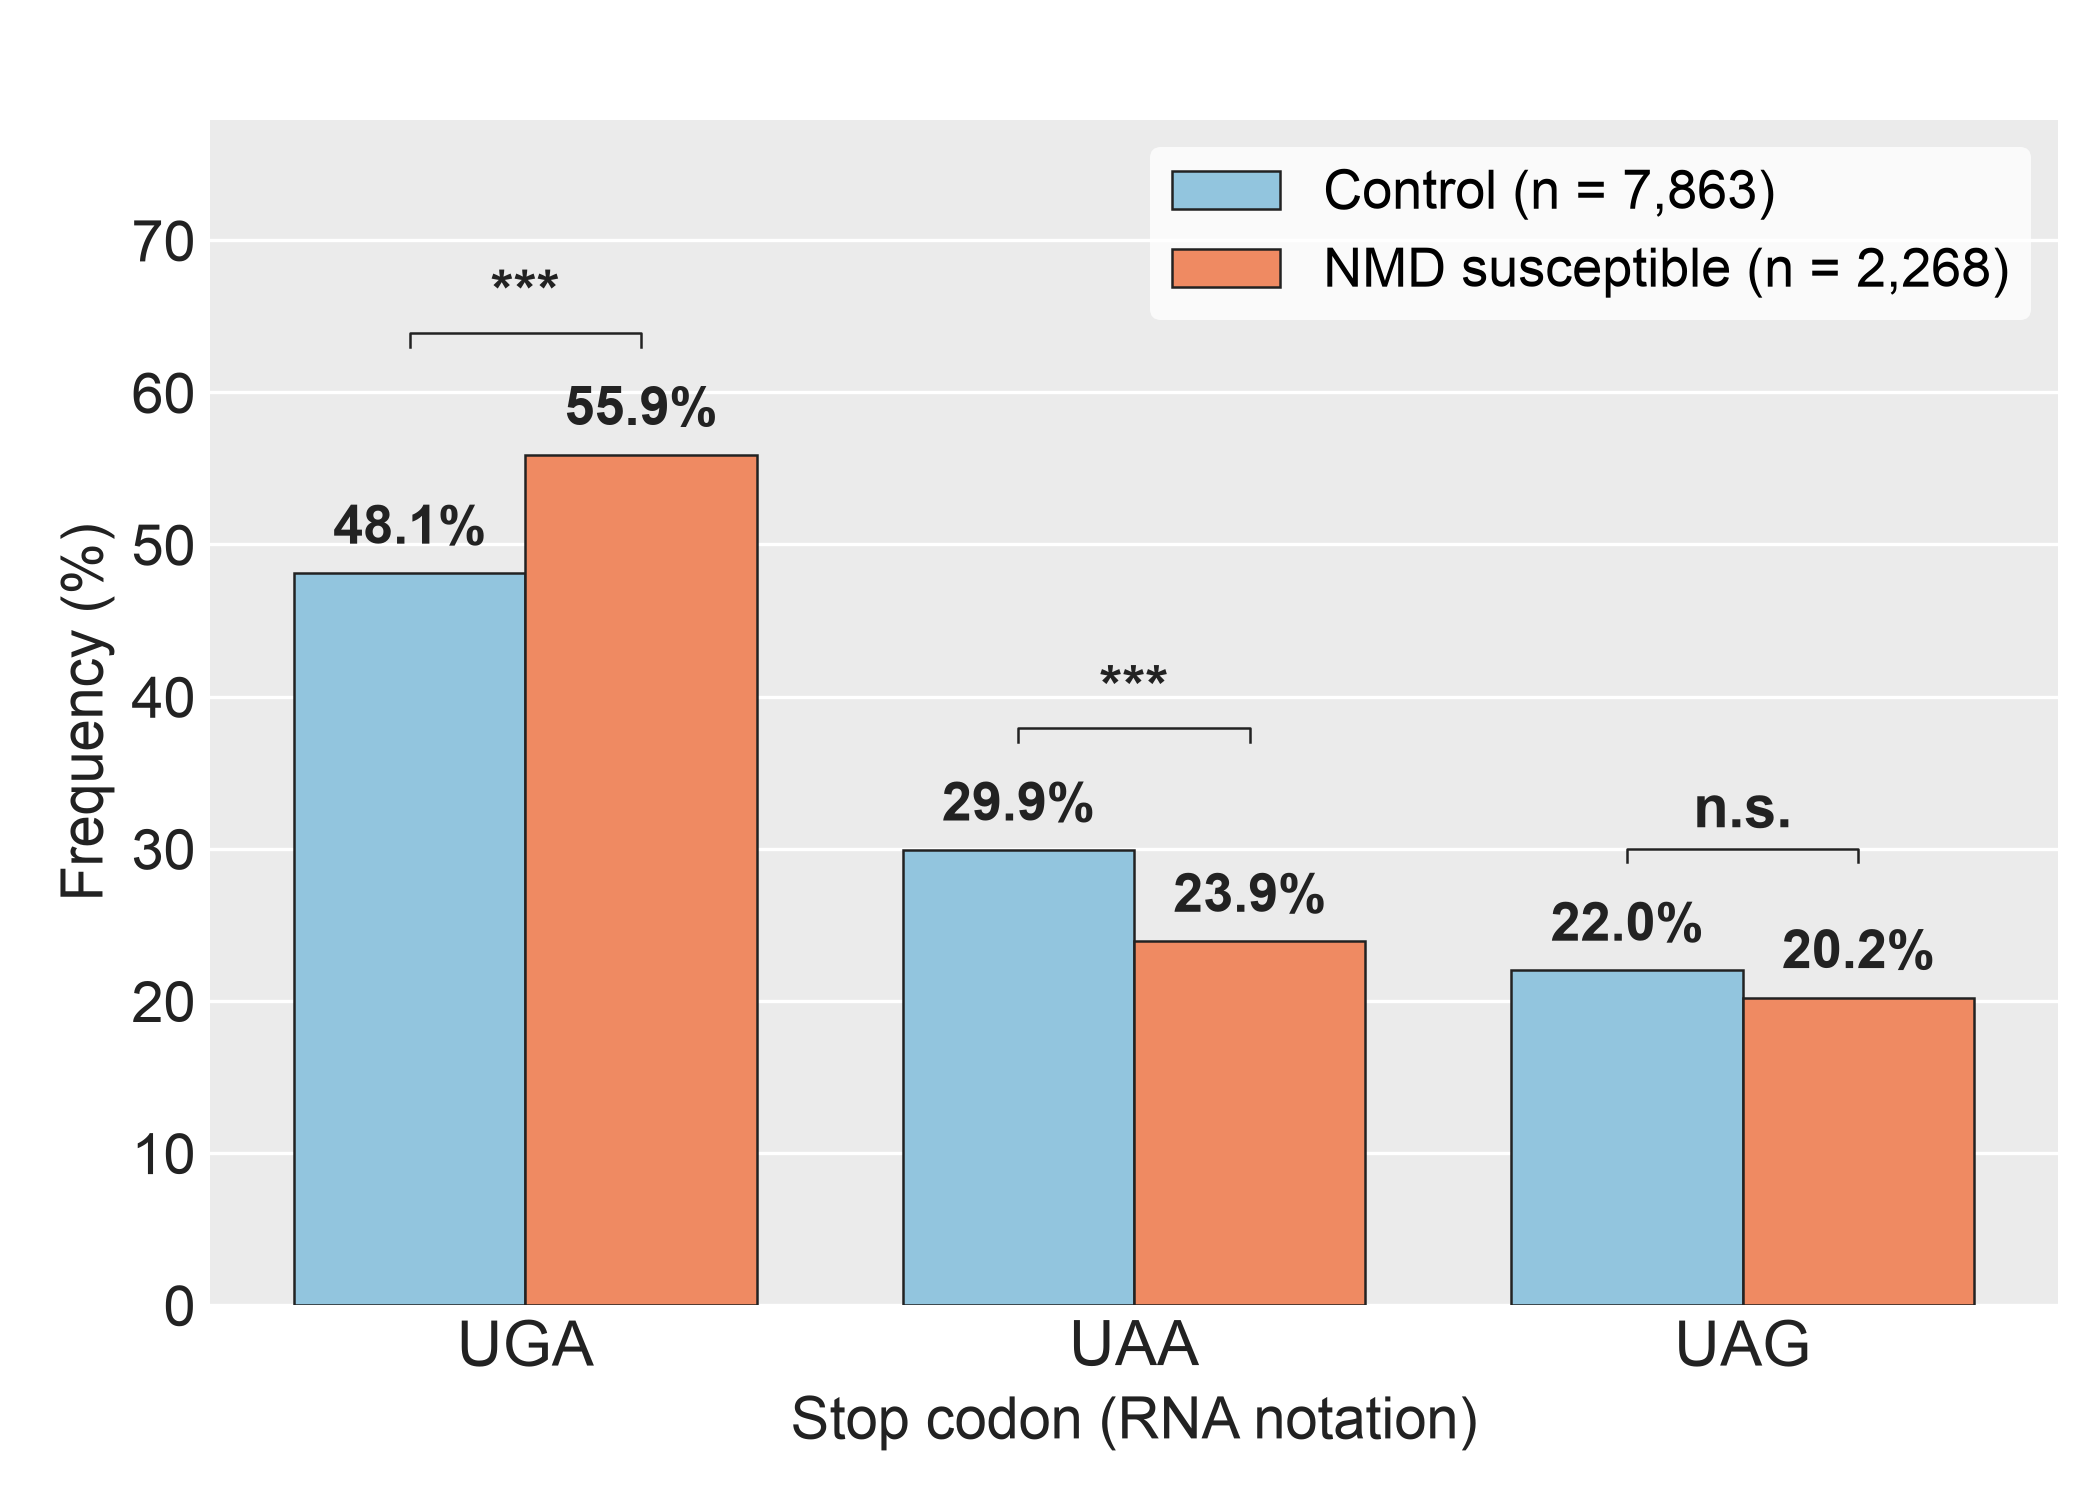 Control (n = 7,863)
NMD susceptible (n = 2,268)
Frequency (%)
70
60
50
40
30
20
10
0
***
48.1%
55.9%
***
29.9%
23.9%
n.s.
22.0%
20.2%
UGA
UAA
UAG
Stop codon (RNA notation)